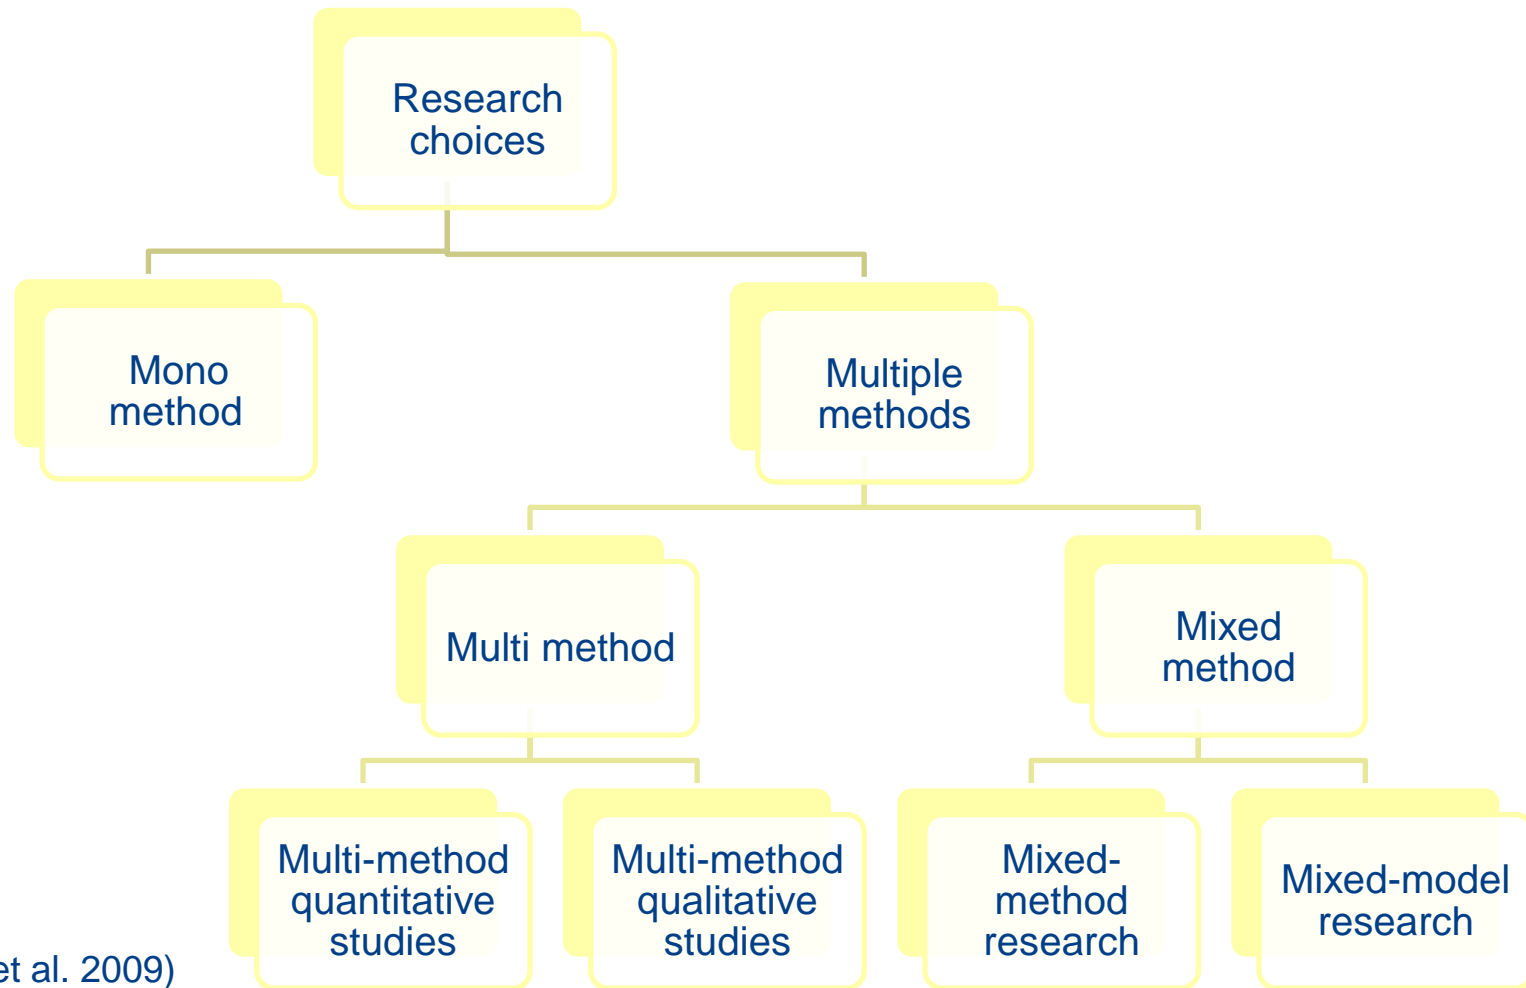 Research
choices
Mono
method
Multiple
methods
Multi method
Mixed
method
Multi-method
quantitative
studies
Multi-method
qualitative
studies
Mixed-
method
research
Mixed-model
research
et al. 2009)